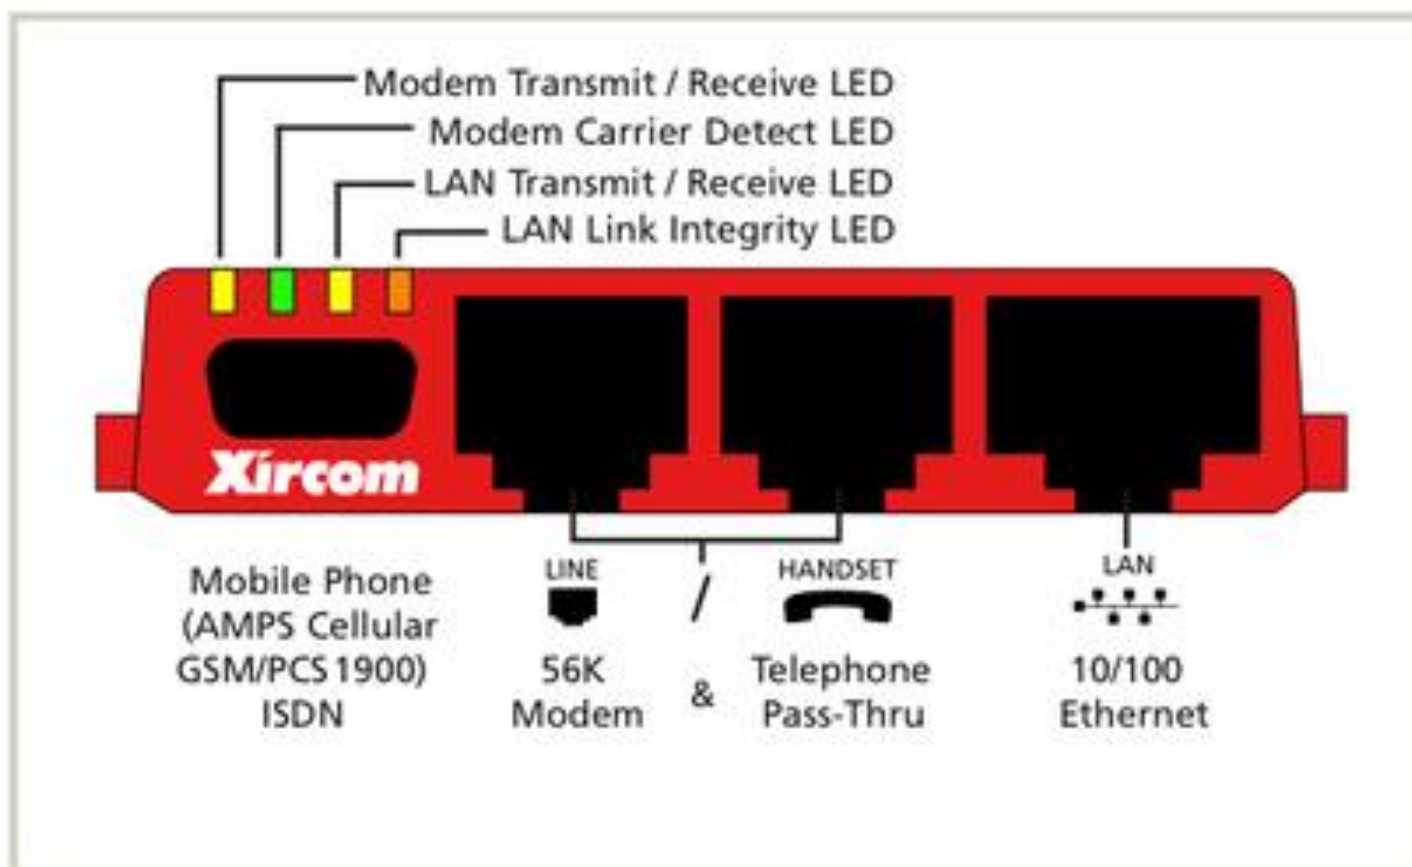 Modem Transmit / Receive LED
Modem Carrier Detect LED
LAN Transmit / Receive LED
LAN Link Integrity LED
Xircom
Mobile Phone
(AMPS Cellular
GSM/PCS 1900)
ISDN
LINE
56K
Modem
/
&
HANDSET
Telephone
Pass-Thru
LAN
10/100
Ethernet